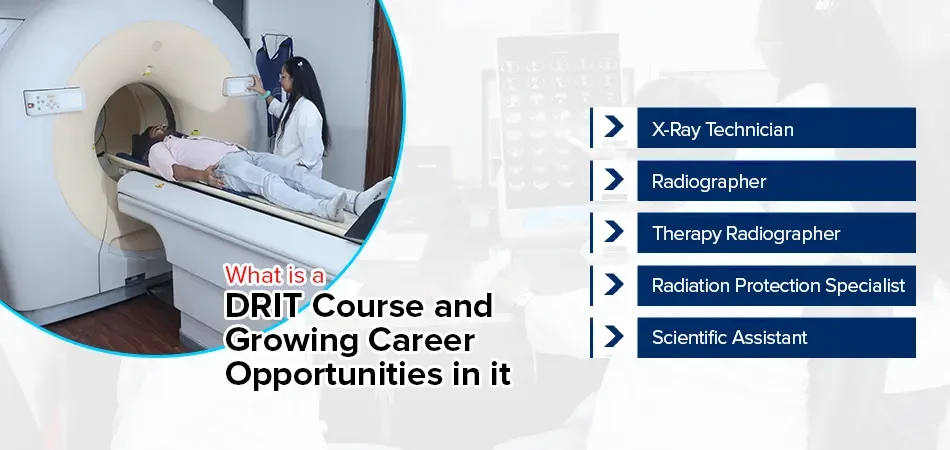 What is a
DRIT Course and
Growing Career
Opportunities in it
X-Ray Technician
Radiographer
Therapy Radiographer
Radiation Protection Specialist
Scientific Assistant